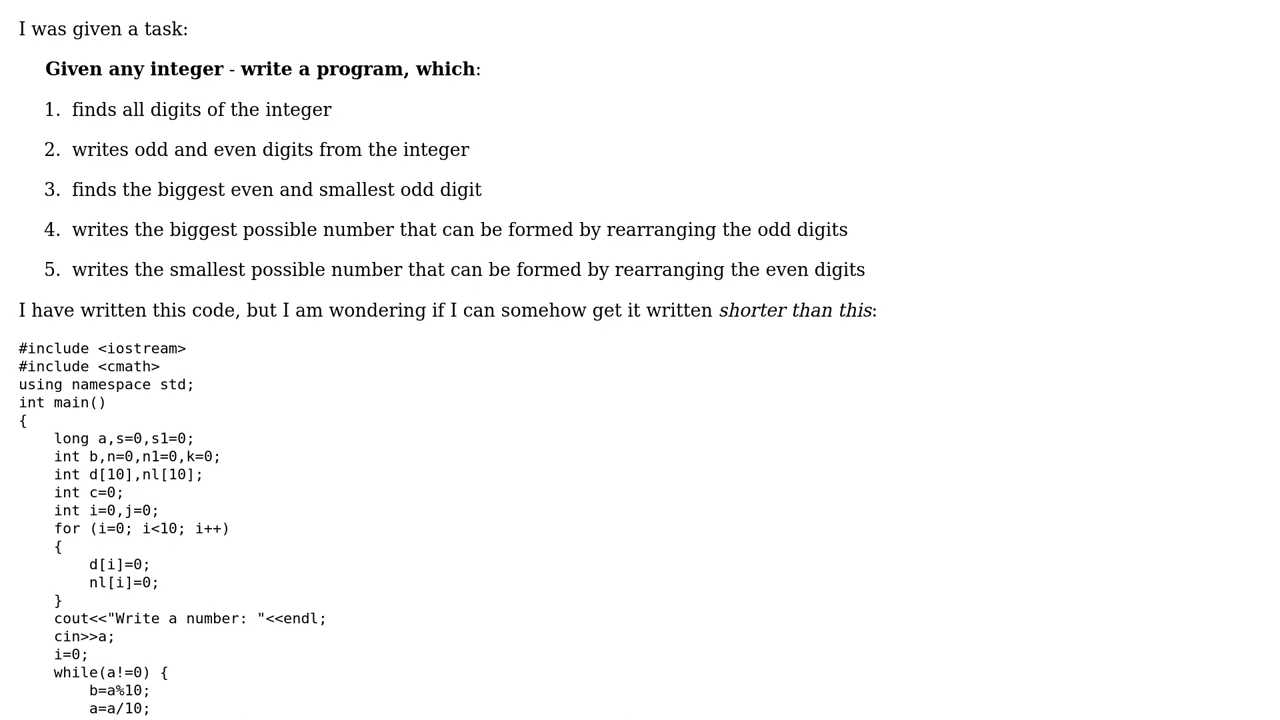 I was given a task:
Given any integer - write a program, which:
1. finds all digits of the integer
2. writes odd and even digits from the integer
3. finds the biggest even and smallest odd digit
4. writes the biggest possible number that can be formed by rearranging the odd digits
5. writes the smallest possible number that can be formed by rearranging the even digits
I have written this code, but I am wondering if I can somehow get it written shorter than this:
#include <iostream>
#include <cmath>
using namespace std;
int main()
{
    long a,s=0,s1=0;
    int b,n=0,n1=0,k=0;
    int d[10],nl[10];
    int c=0;
    int i=0,j=0;
    for (i=0; i<10; i++)
    {
        d[i]=0;
        nl[i]=0;
    }
    cout<<"Write a number: "<<endl;
    cin>>a;
    i=0;
    while(a!=0) {
        b=a%10;
        a=a/10;